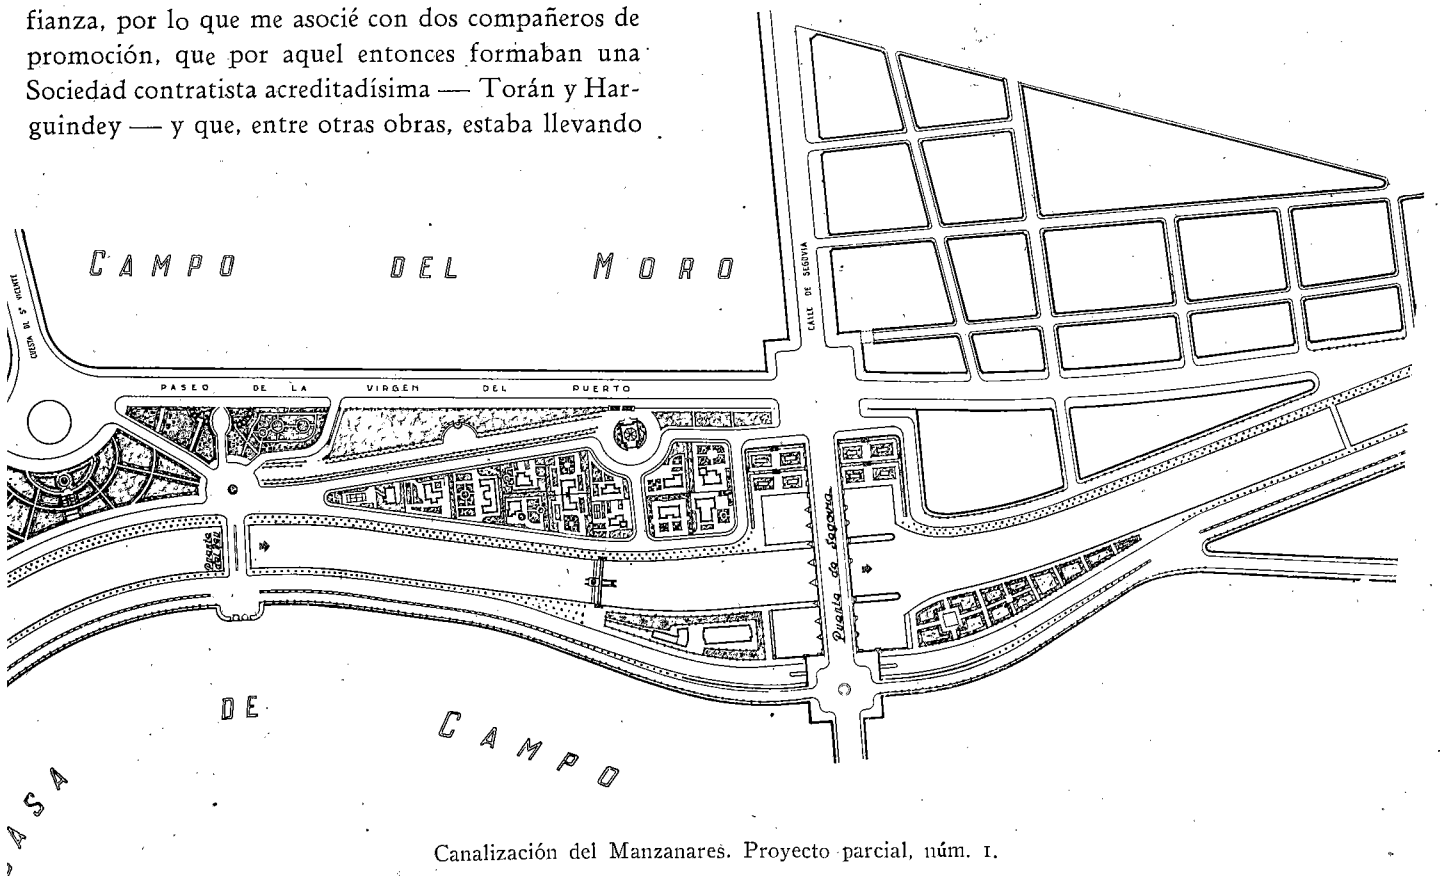 fianza, por lo que me asocié con dos compañeros de
promoción, que por aquel entonces formaban una
Sociedad contratista acreditadísima — Torán y Har-
guindey — y que, entre otras obras, estaba llevando
CAMPO DEL MORO
CALLE DE SEGOVIA
CUESTA DE Sn VICENTE
PASEO DE LA VIRGEN DEL PUERTO
Puente del Rey
Puente de Segovia
CASA DE CAMPO
Canalización del Manzanares. Proyecto parcial, núm. 1.